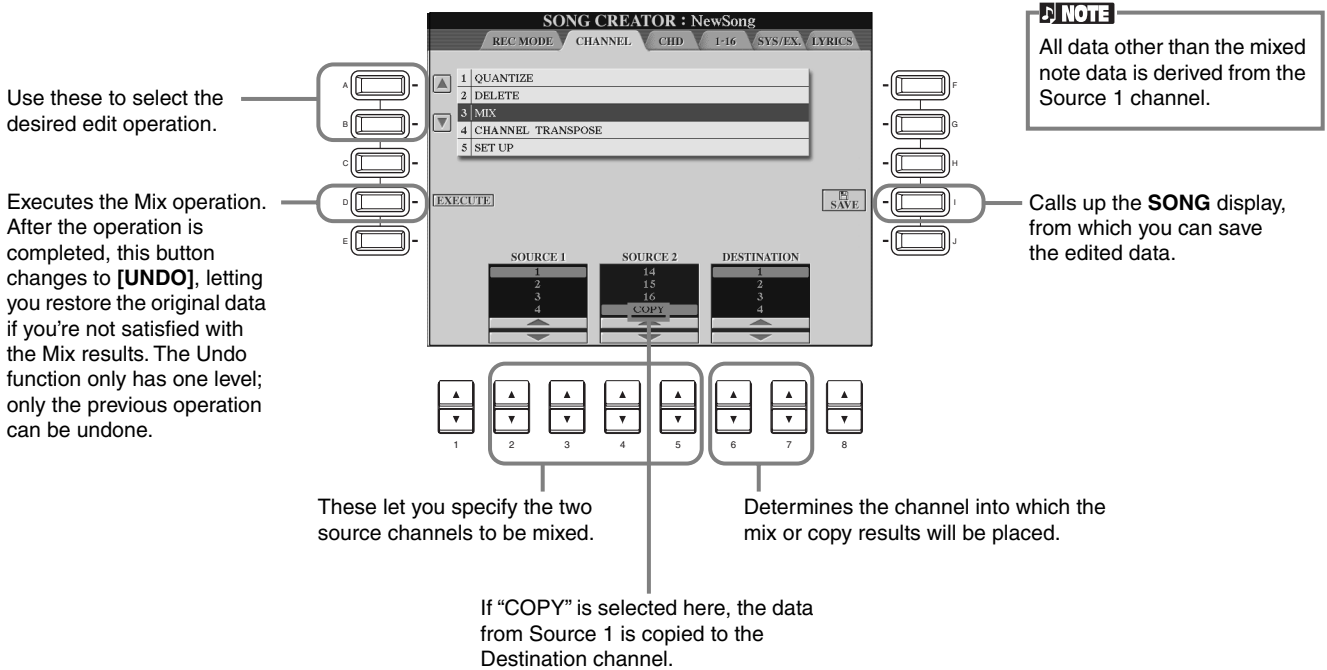 SONG CREATOR : NewSong
REC MODE CHANNEL CHD 1-16 SYS/EX. LYRICS
NOTE
All data other than the mixed
note data is derived from the
Source 1 channel.
Use these to select the
desired edit operation.
A
B
C
D
E
1 QUANTIZE
2 DELETE
3 MIX
4 CHANNEL TRANSPOSE
5 SET UP
F
G
H
I
J
Executes the Mix operation.
After the operation is
completed, this button
changes to [UNDO], letting
you restore the original data
if you're not satisfied with
the Mix results. The Undo
function only has one level;
only the previous operation
can be undone.
EXECUTE
SAVE
Calls up the SONG display,
from which you can save
the edited data.
SOURCE 1 SOURCE 2 DESTINATION
1 14 1
2 15 2
3 16 3
4 COPY 4
1 2 3 4 5 6 7 8
These let you specify the two
source channels to be mixed.
Determines the channel into which the
mix or copy results will be placed.
If “COPY” is selected here, the data
from Source 1 is copied to the
Destination channel.